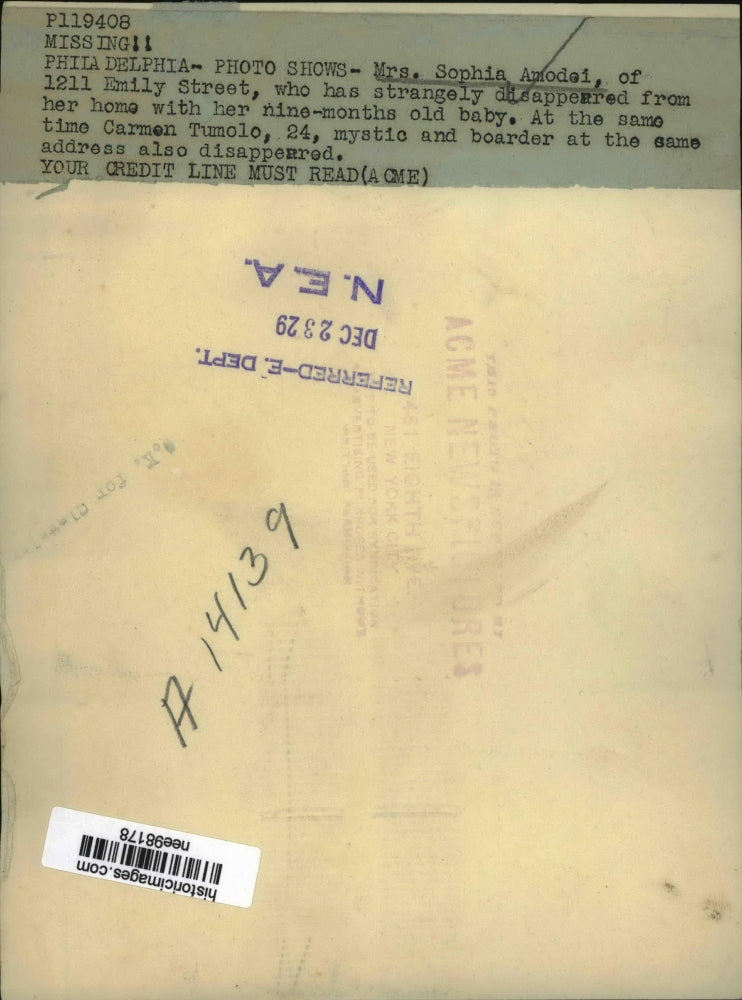 P119408
MISSING!!
PHILADELPHIA- PHOTO SHOWS- Mrs. Sophia Amodei, of
1211 Emily Street, who has strangely disappeared from
her home with her nine-months old baby. At the same
time Carmen Tumolo, 24, mystic and boarder at the same
address also disappeared.
YOUR CREDIT LINE MUST READ(ACME)
N.E.A.
DEC 23 29
REFERRED-E. DEPT.
ACME NEWSPICTURES
461 EIGHTH AVE.
NEW YORK CITY
A 14139
historicimages.com
nee98178